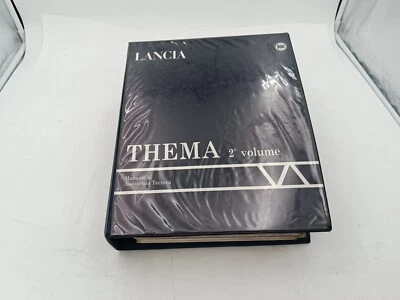 LANCIA
THEMA 2° volume
Manuale di
Assistenza Tecnica